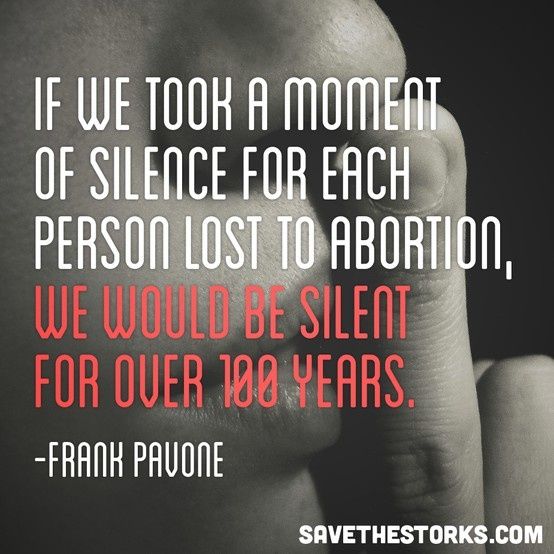 IF WE TOOK A MOMENT
OF SILENCE FOR EACH
PERSON LOST TO ABORTION,
WE WOULD BE SILENT
FOR OVER 100 YEARS.
-FRANK PAVONE
SAVETHESTORKS.COM